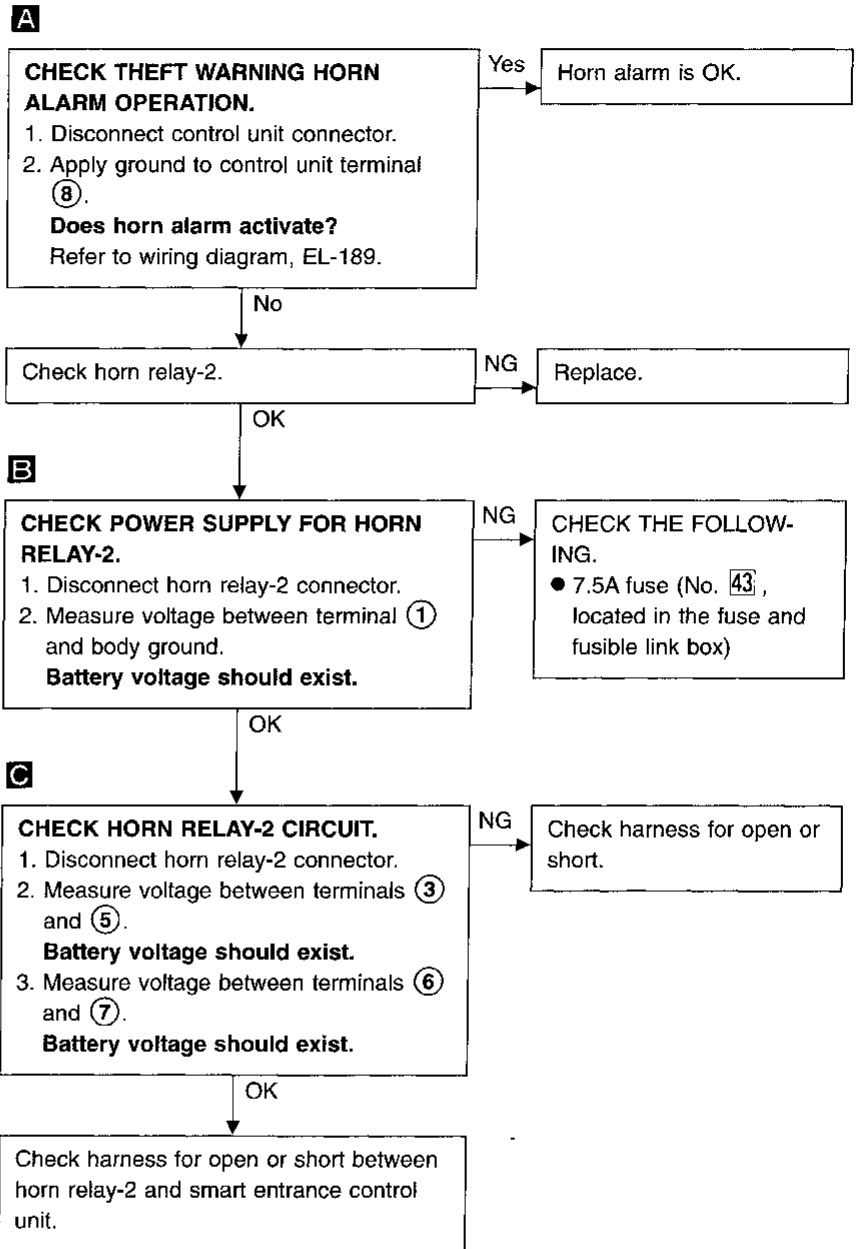 A
CHECK THEFT WARNING HORN
ALARM OPERATION.
1. Disconnect control unit connector.
2. Apply ground to control unit terminal
⑧.
Does horn alarm activate?
Refer to wiring diagram, EL-189.
Yes
Horn alarm is OK.
No
Check horn relay-2.
NG
Replace.
OK
B
CHECK POWER SUPPLY FOR HORN
RELAY-2.
1. Disconnect horn relay-2 connector.
2. Measure voltage between terminal ①
and body ground.
Battery voltage should exist.
NG
CHECK THE FOLLOW-
ING.
● 7.5A fuse (No. 43,
located in the fuse and
fusible link box)
OK
C
CHECK HORN RELAY-2 CIRCUIT.
1. Disconnect horn relay-2 connector.
2. Measure voltage between terminals ③
and ⑤.
Battery voltage should exist.
3. Measure voltage between terminals ⑥
and ⑦.
Battery voltage should exist.
NG
Check harness for open or
short.
OK
Check harness for open or short between
horn relay-2 and smart entrance control
unit.